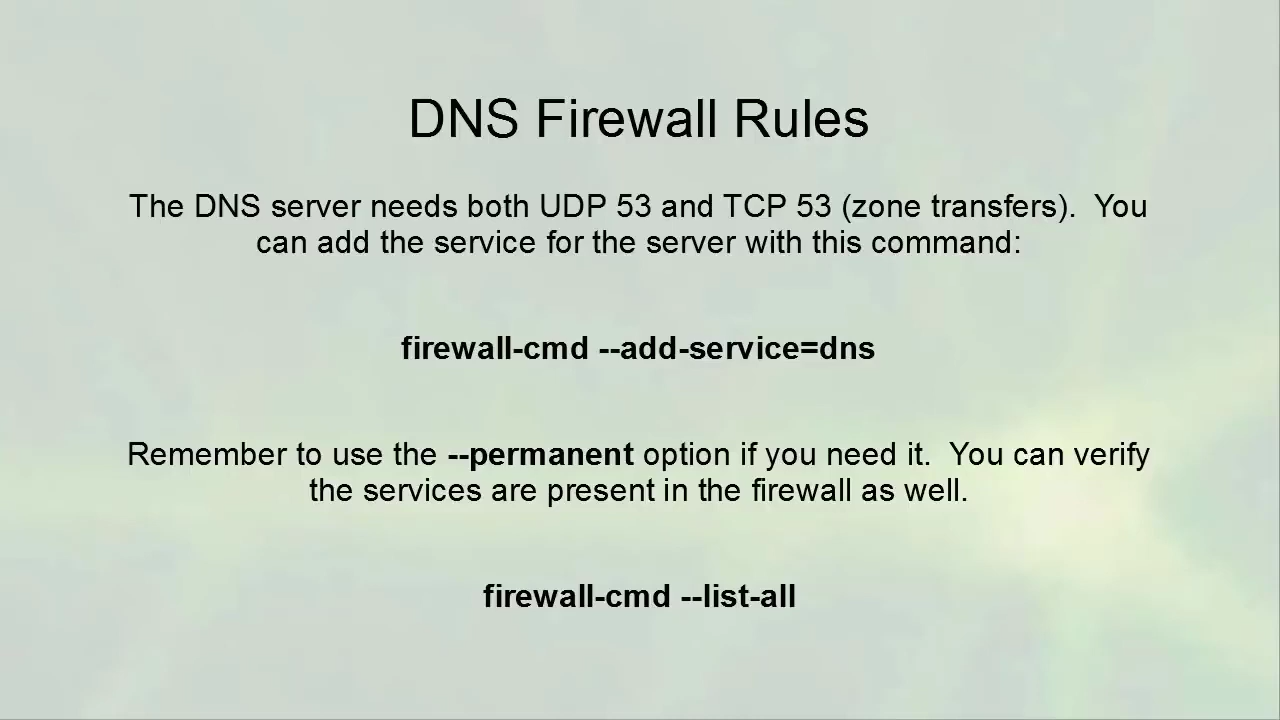 DNS Firewall Rules
The DNS server needs both UDP 53 and TCP 53 (zone transfers).  You
can add the service for the server with this command:
firewall-cmd --add-service=dns
Remember to use the --permanent option if you need it.  You can verify
the services are present in the firewall as well.
firewall-cmd --list-all